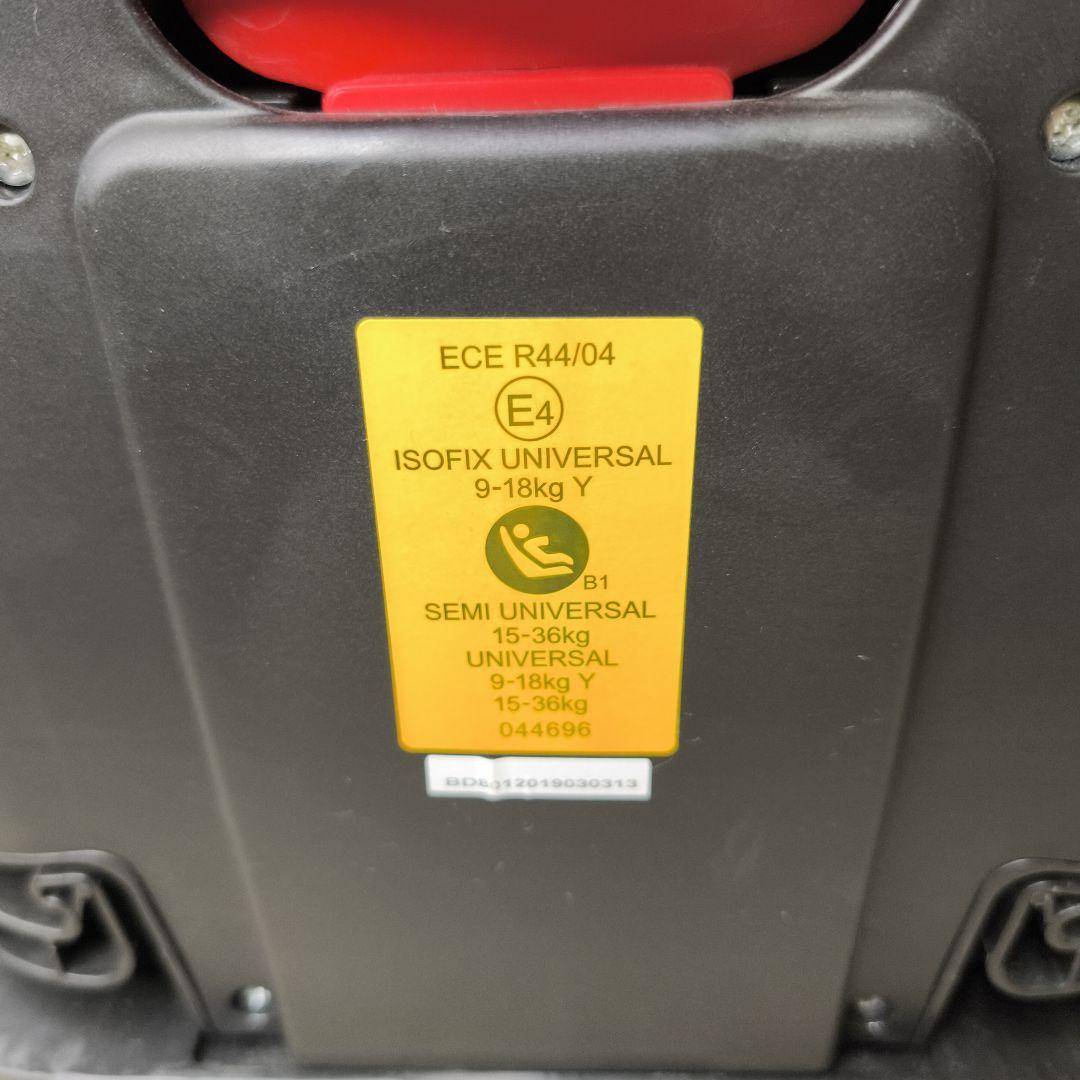 ECE R44/04
E4
ISOFIX UNIVERSAL
9-18kg Y
B1
SEMI UNIVERSAL
15-36kg
UNIVERSAL
9-18kg Y
15-36kg
044696
BD8012019030313